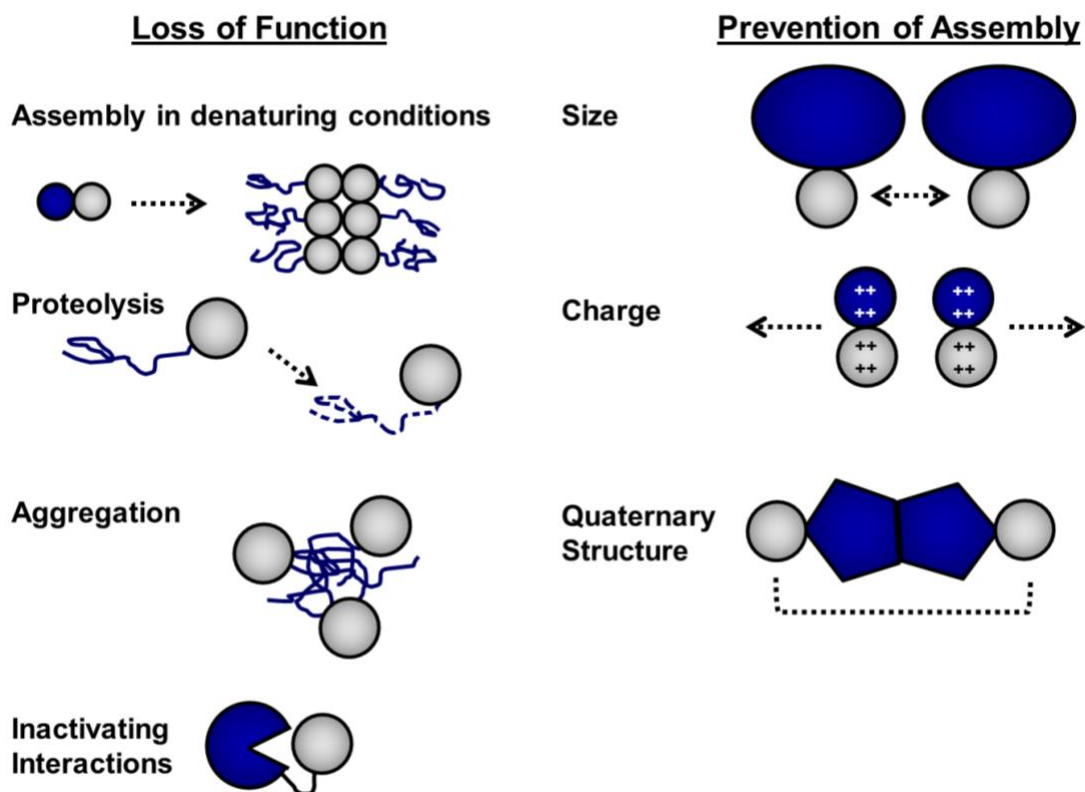 Loss of Function
Assembly in denaturing conditions
Proteolysis
Aggregation
Inactivating
Interactions
Prevention of Assembly
Size
Charge
++ ++
++ ++
++ ++
++ ++
Quaternary
Structure